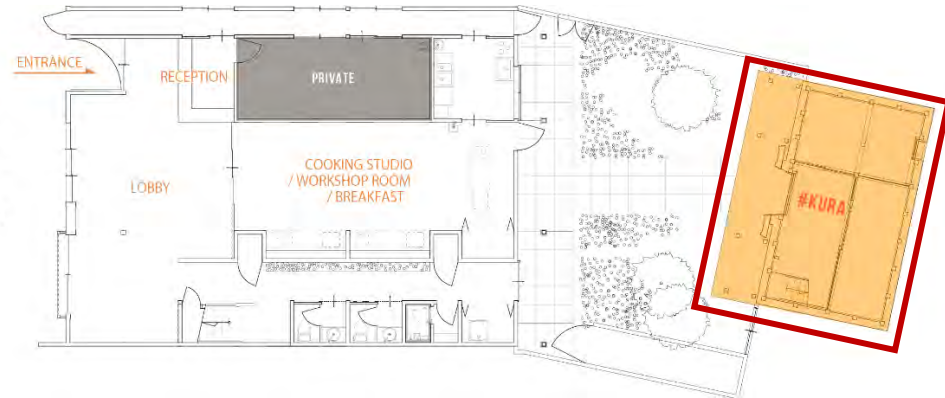 ENTRANCE
RECEPTION
PRIVATE
COOKING STUDIO
/ WORKSHOP ROOM
/ BREAKFAST
LOBBY
#KURA